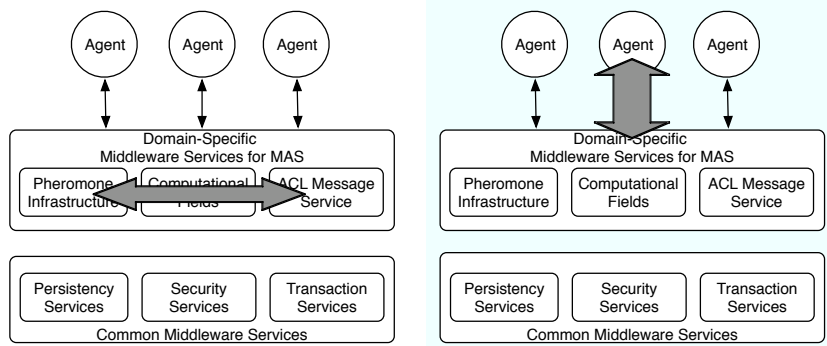 Agent
Agent
Agent
Domain-Specific
Middleware Services for MAS
Pheromone
Infrastructure
Computational
Fields
ACL Message
Service
Persistency
Services
Security
Services
Transaction
Services
Common Middleware Services
Agent
Agent
Agent
Domain-Specific
Middleware Services for MAS
Pheromone
Infrastructure
Computational
Fields
ACL Message
Service
Persistency
Services
Security
Services
Transaction
Services
Common Middleware Services